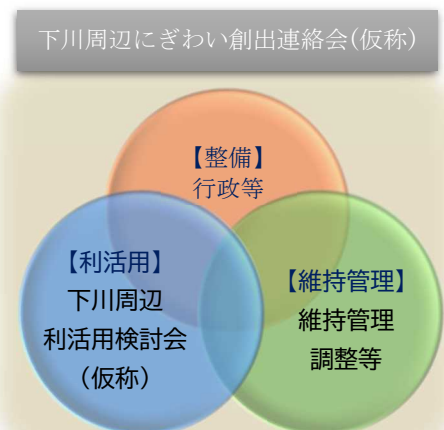 下川周辺にぎわい創出連絡会(仮称)
【整備】
行政等
【利活用】
下川周辺
利活用検討会
（仮称）
【維持管理】
維持管理
調整等